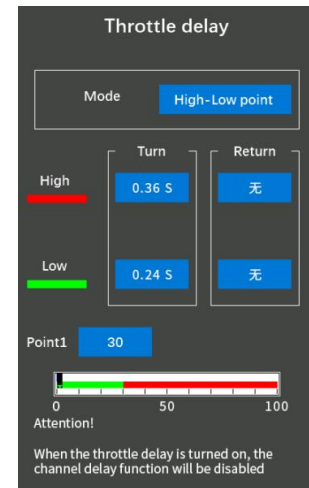 Throttle delay
Mode High-Low point
Turn Return
High 0.36 S 无
Low 0.24 S 无
Point1 30
0 50 100
Attention!
When the throttle delay is turned on, the
channel delay function will be disabled